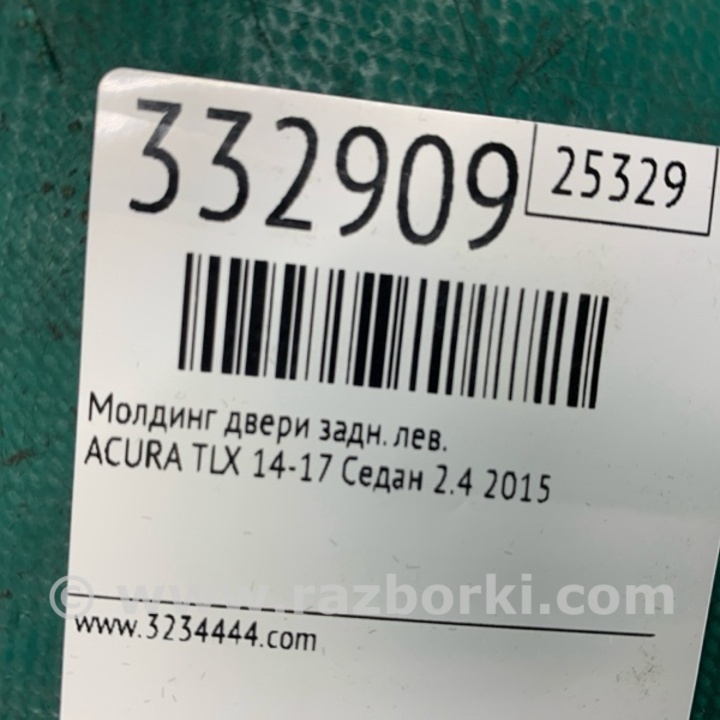 332909
25329
Молдинг двери задн. лев.
ACURA TLX 14-17 Седан 2.4 2015
© www.razborki.com
www.3234444.com